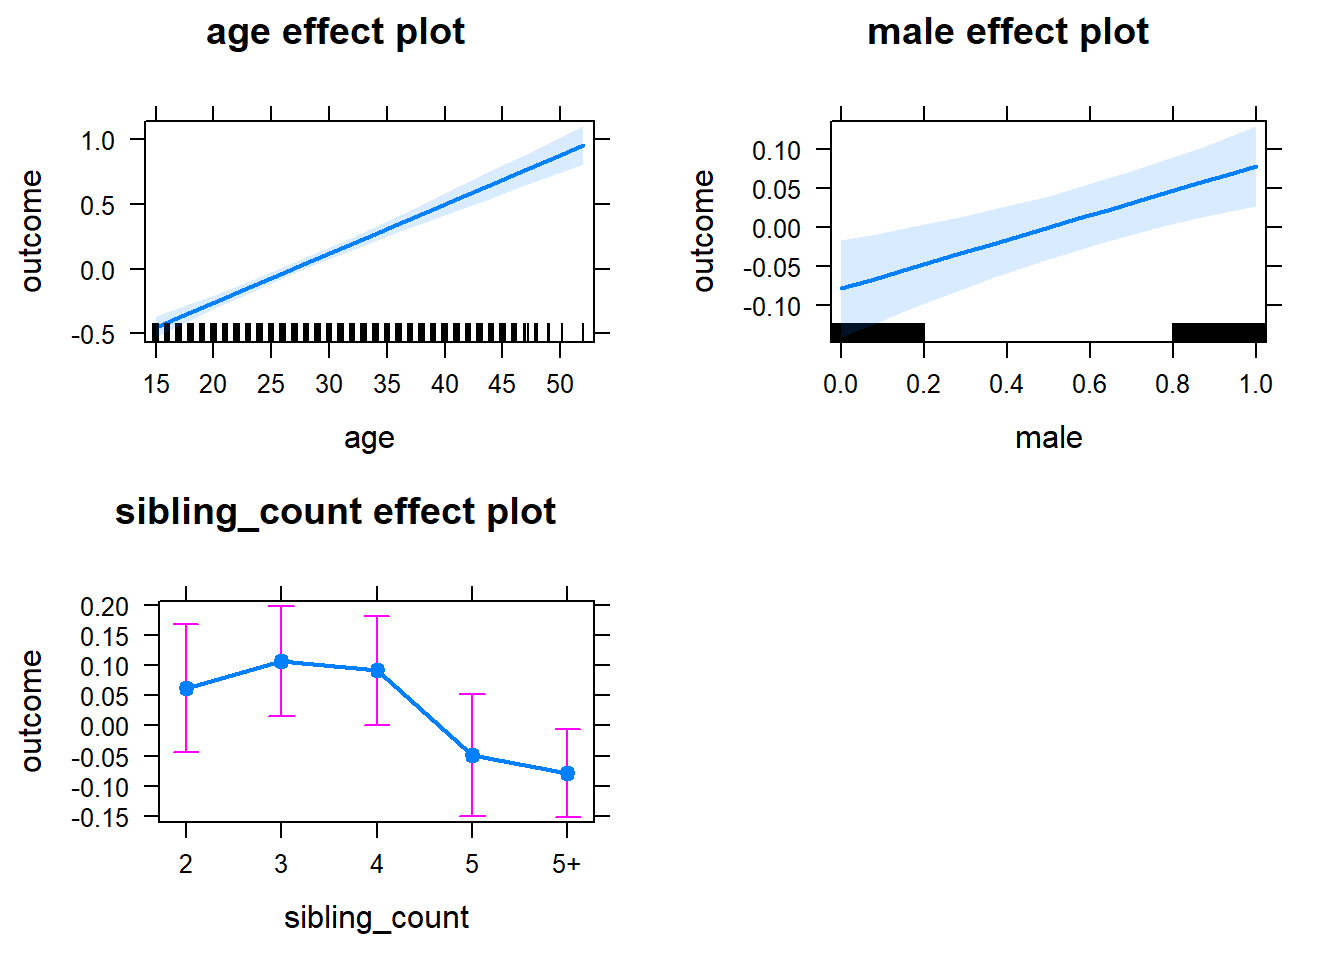 age effect plot
outcome
1.0
0.5
0.0
-0.5
15 20 25 30 35 40 45 50
age
male effect plot
outcome
0.10
0.05
0.00
-0.05
-0.10
0.0 0.2 0.4 0.6 0.8 1.0
male
sibling_count effect plot
outcome
0.20
0.15
0.10
0.05
0.00
-0.05
-0.10
-0.15
2 3 4 5 5+
sibling_count